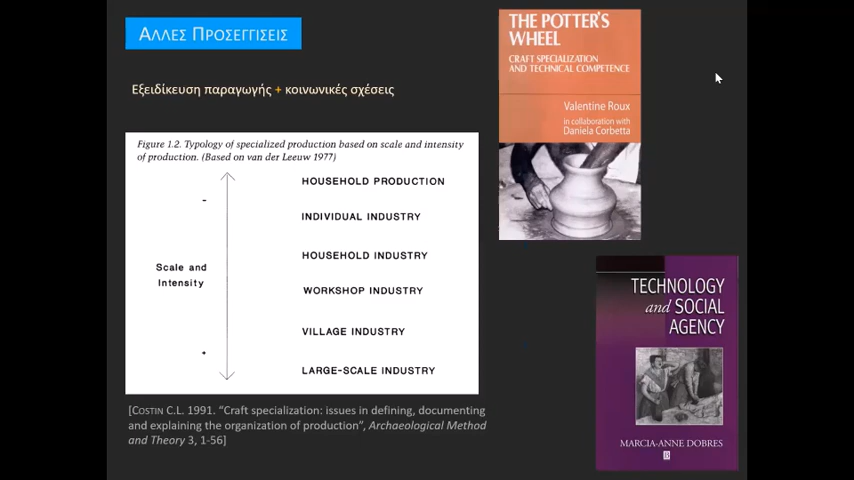 ΑΛΛΕΣ ΠΡΟΣΕΓΓΙΣΕΙΣ
Εξειδίκευση παραγωγής + κοινωνικές σχέσεις
Figure 1.2. Typology of specialized production based on scale and intensity
of production. (Based on van der Leeuw 1977)
-
HOUSEHOLD PRODUCTION
INDIVIDUAL INDUSTRY
HOUSEHOLD INDUSTRY
Scale and
Intensity
WORKSHOP INDUSTRY
VILLAGE INDUSTRY
+
LARGE-SCALE INDUSTRY
[COSTIN C.L. 1991. “Craft specialization: issues in defining, documenting
and explaining the organization of production”, Archaeological Method
and Theory 3, 1-56]
THE POTTER'S
WHEEL
CRAFT SPECIALIZATION
AND TECHNICAL COMPETENCE
Valentine Roux
in collaboration with
Daniela Corbetta
TECHNOLOGY
and SOCIAL
AGENCY
MARCIA-ANNE DOBRES
B